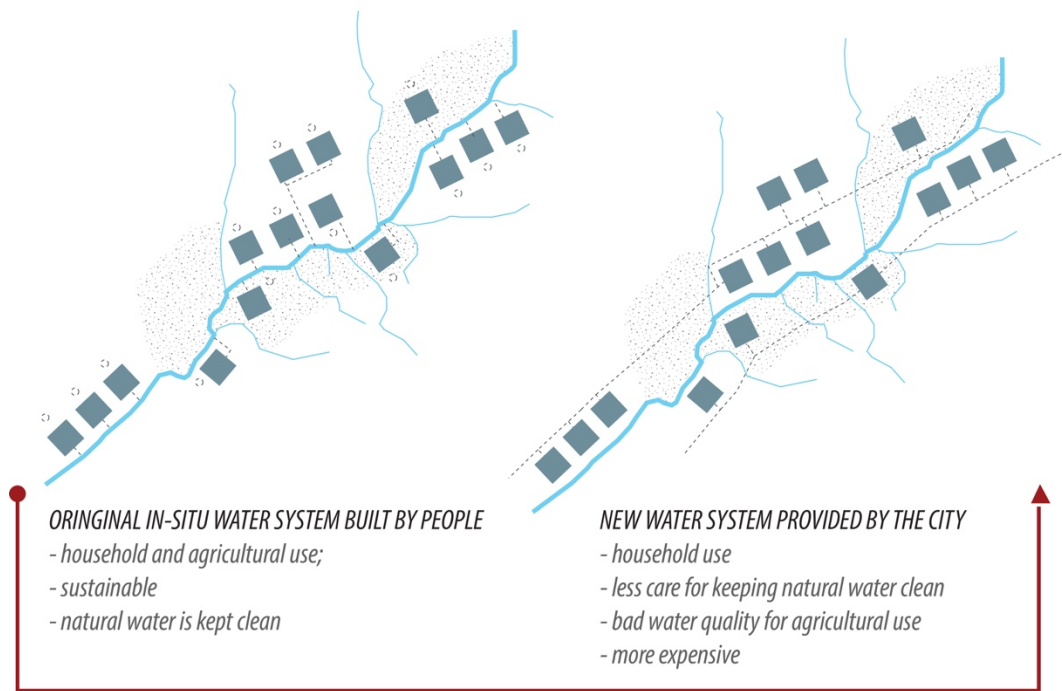 ORINGINAL IN-SITU WATER SYSTEM BUILT BY PEOPLE
- household and agricultural use;
- sustainable
- natural water is kept clean
NEW WATER SYSTEM PROVIDED BY THE CITY
- household use
- less care for keeping natural water clean
- bad water quality for agricultural use
- more expensive